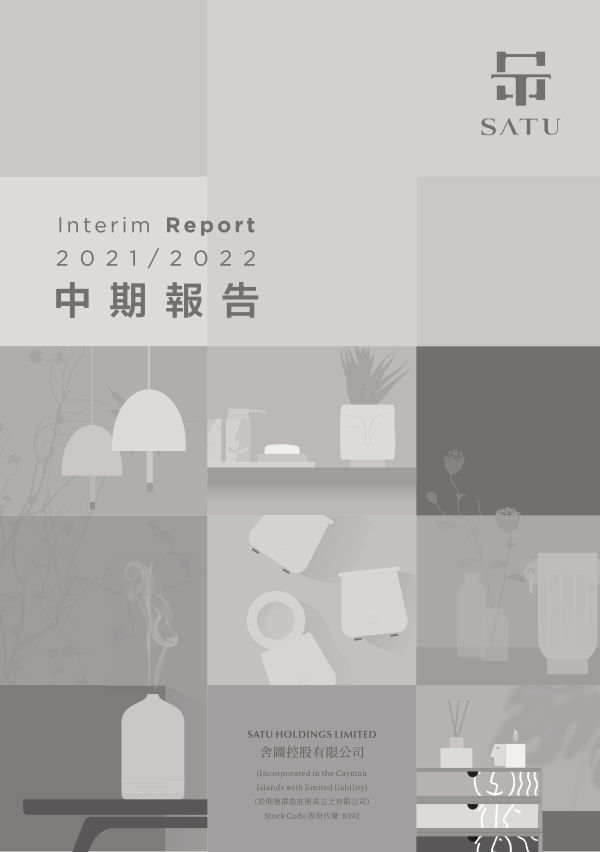 SATU
Interim Report
2021/2022
中期報告
SATU HOLDINGS LIMITED
舍圖控股有限公司
(Incorporated in the Cayman
Islands with limited liability)
(於開曼群島註冊成立之有限公司)
Stock Code 股份代號: 8392